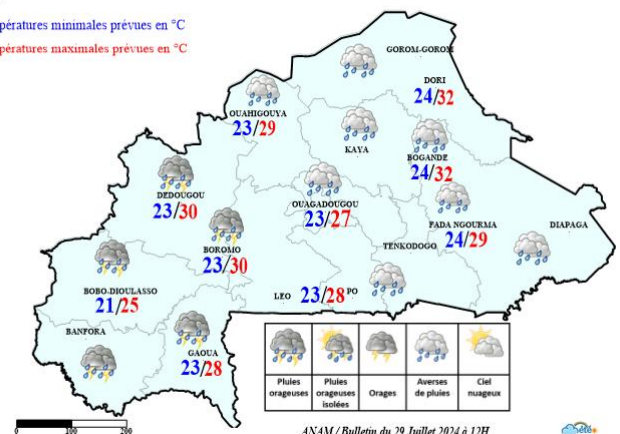 pératures minimales prévues en °C
pératures maximales prévues en °C
GOROM-GOROM
DORI
24/32
OUAHIGOUYA
23/29
KAYA
BOGANDE
24/32
DEDOUGOU
23/30
OUAGADOUGOU
23/27
FADA NGOURMA
24/29
DIAPAGA
BOROMO
23/30
TENKODOGO
BOBO-DIOULASSO
21/25
LEO 23/28 PO
BANFORA
GAOUA
23/28
Pluies orageuses
Pluies orageuses isolées
Orages
Averses de pluies
Ciel nuageux
0 100 200
ANAM / Bulletin du 29 Juillet 2024 à 12H